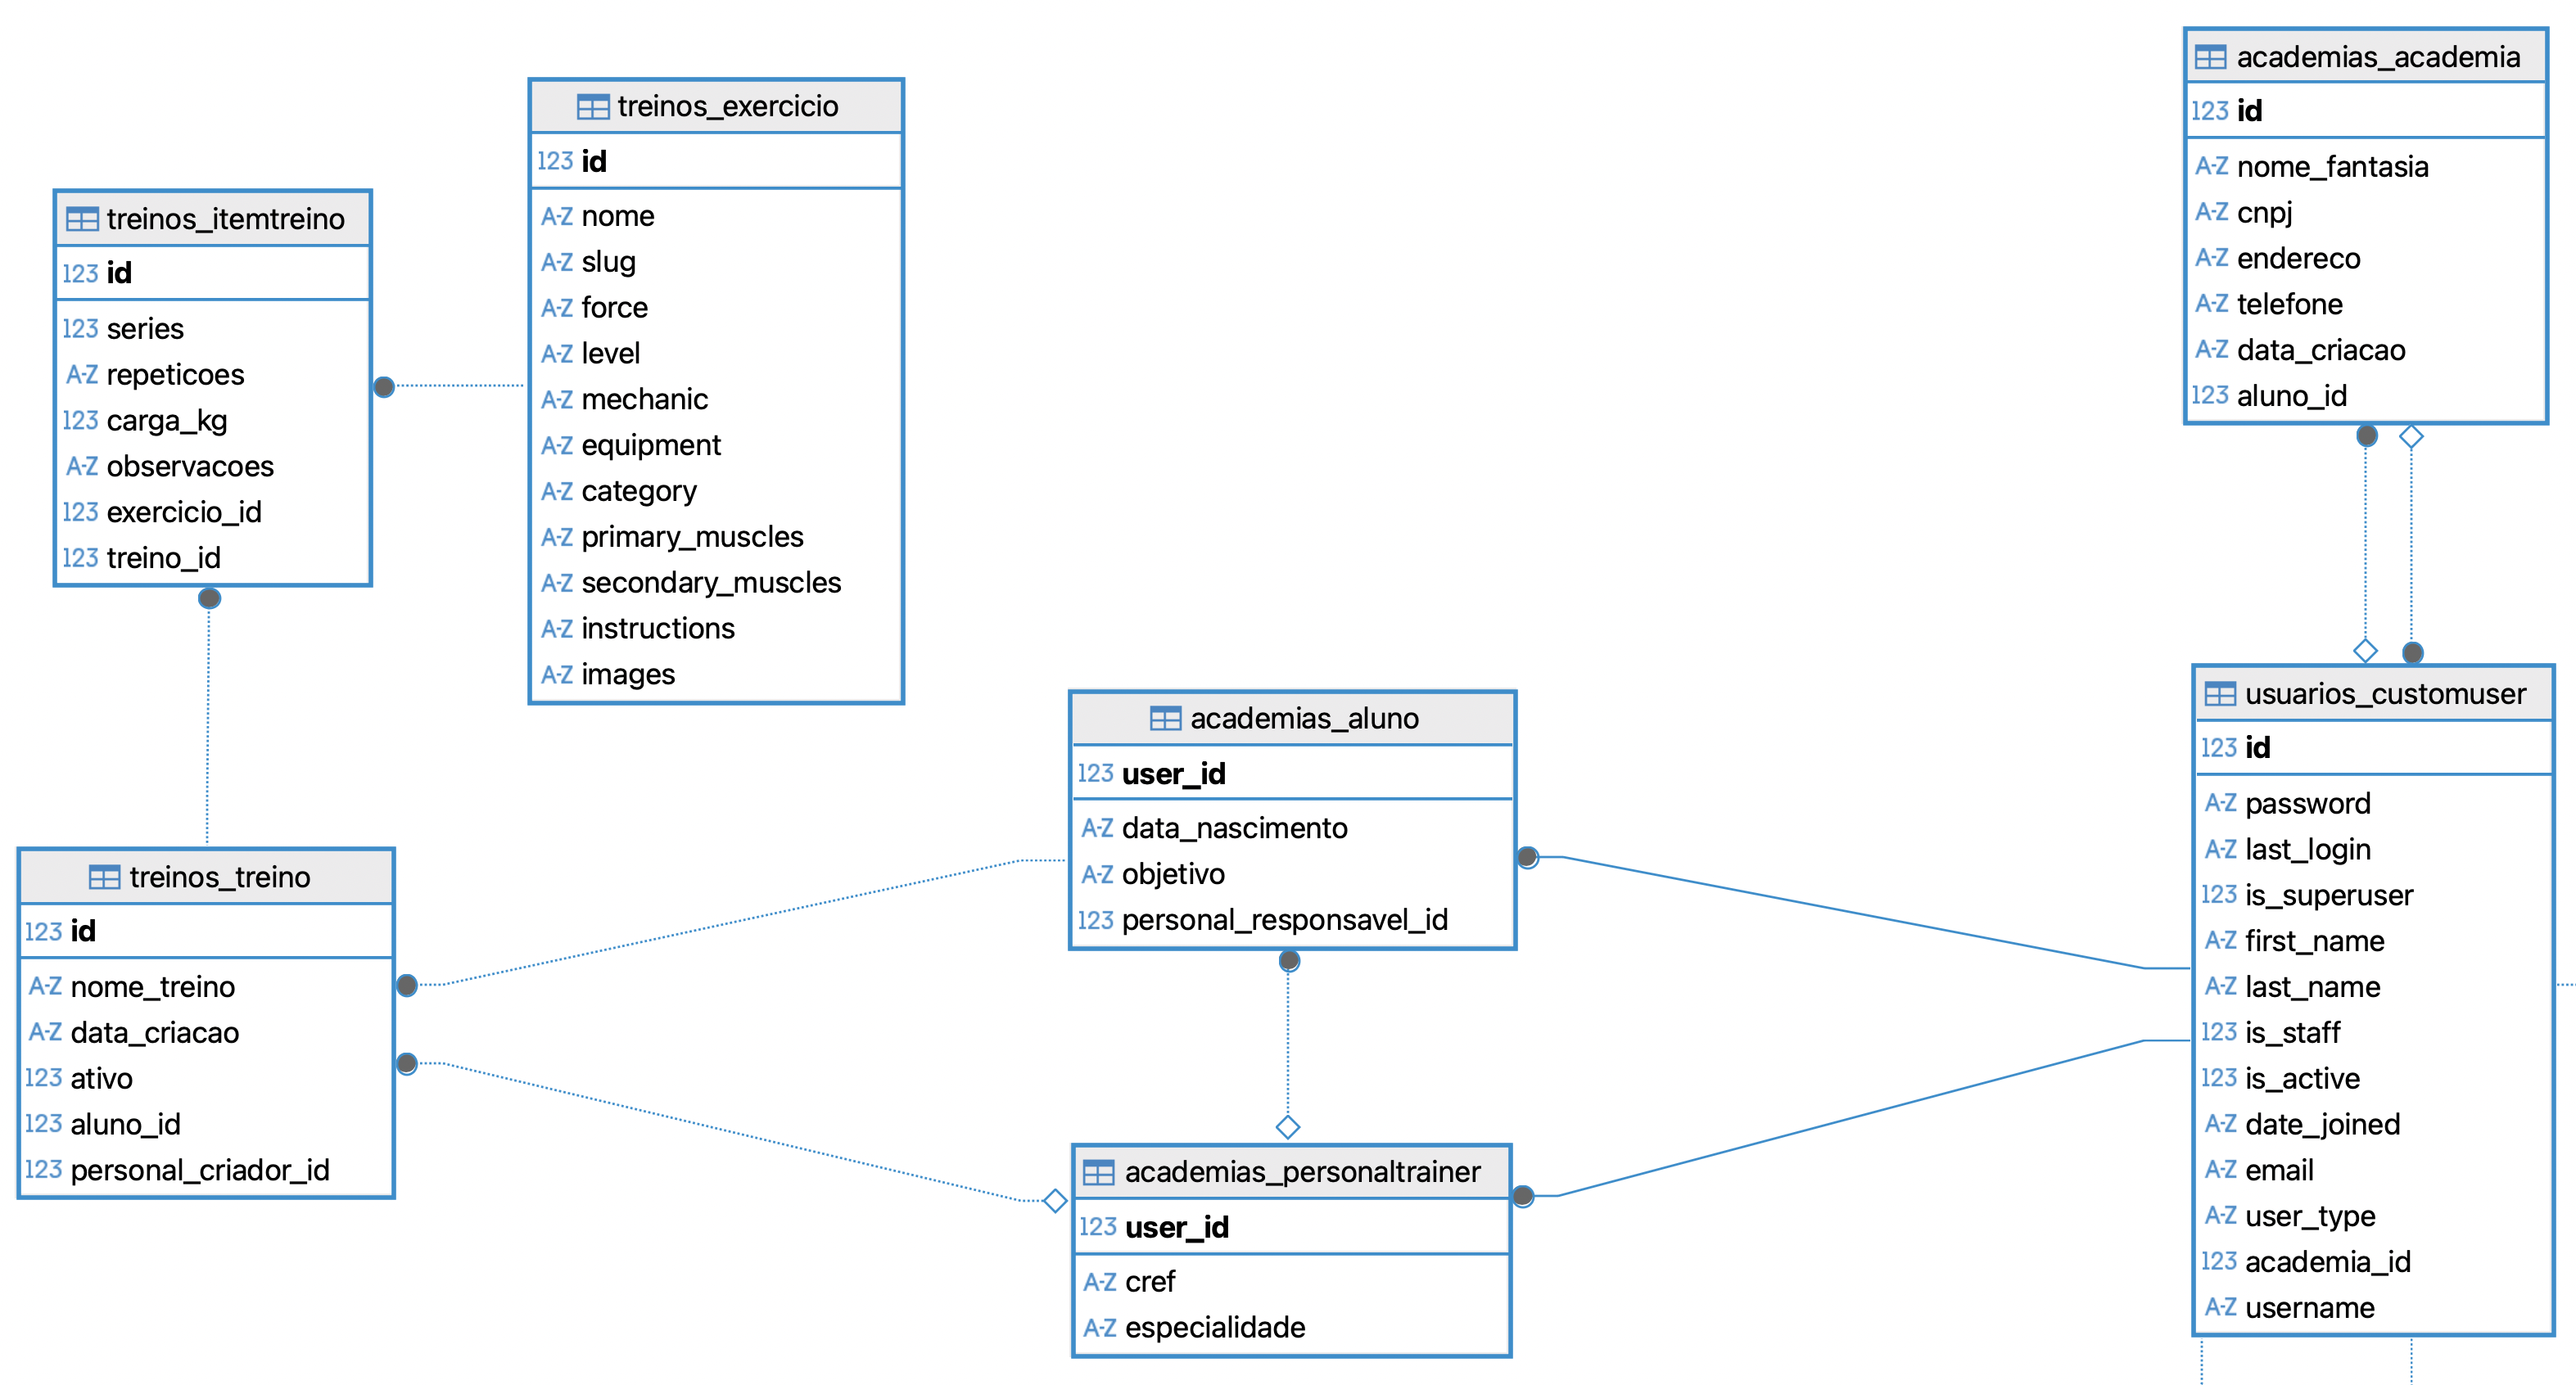 treinos_itemtreino
123 id
123 series
A-Z repeticoes
123 carga_kg
A-Z observacoes
123 exercicio_id
123 treino_id
treinos_exercicio
123 id
A-Z nome
A-Z slug
A-Z force
A-Z level
A-Z mechanic
A-Z equipment
A-Z category
A-Z primary_muscles
A-Z secondary_muscles
A-Z instructions
A-Z images
academias_academia
123 id
A-Z nome_fantasia
A-Z cnpj
A-Z endereco
A-Z telefone
A-Z data_criacao
123 aluno_id
treinos_treino
123 id
A-Z nome_treino
A-Z data_criacao
123 ativo
123 aluno_id
123 personal_criador_id
academias_aluno
123 user_id
A-Z data_nascimento
A-Z objetivo
123 personal_responsavel_id
academias_personaltrainer
123 user_id
A-Z cref
A-Z especialidade
usuarios_customuser
123 id
A-Z password
A-Z last_login
123 is_superuser
A-Z first_name
A-Z last_name
123 is_staff
123 is_active
A-Z date_joined
A-Z email
A-Z user_type
123 academia_id
A-Z username